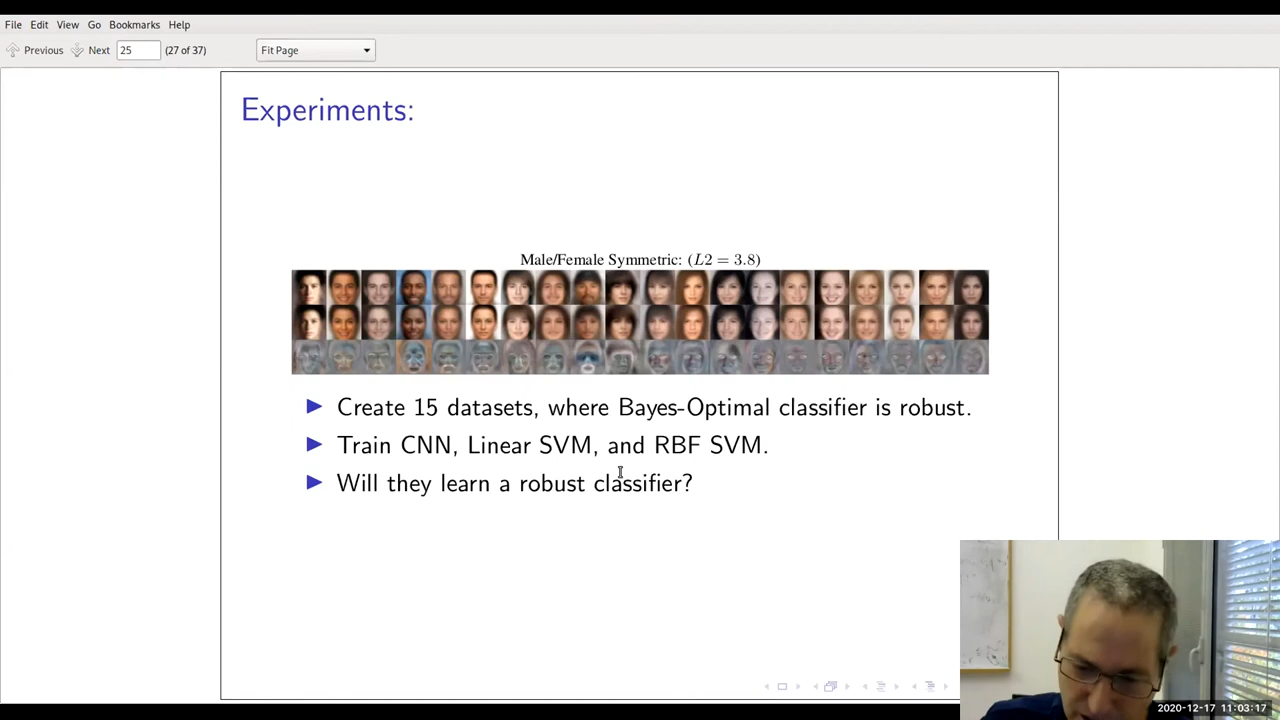 File Edit View Go Bookmarks Help
Previous Next 25 (27 of 37) Fit Page
Experiments:
Male/Female Symmetric: (L2 = 3.8)
Create 15 datasets, where Bayes-Optimal classifier is robust.
Train CNN, Linear SVM, and RBF SVM.
Will they learn a robust classifier?
2020-12-17 11:03:17